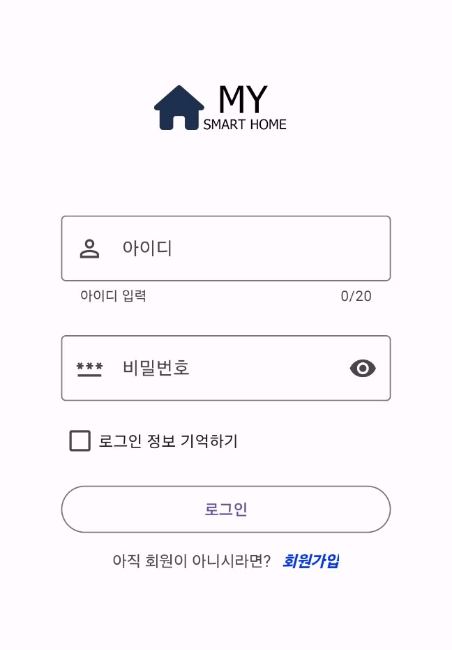 MY
SMART HOME
아이디
아이디 입력 0/20
*** 비밀번호
로그인 정보 기억하기
로그인
아직 회원이 아니시라면? 회원가입